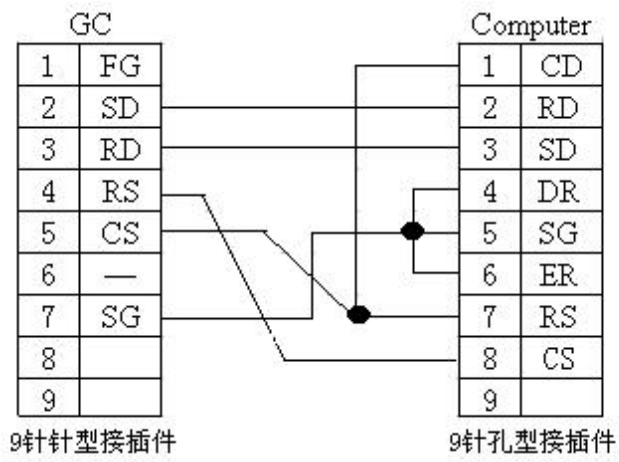 GC Computer
1 FG 1 CD
2 SD 2 RD
3 RD 3 SD
4 RS 4 DR
5 CS 5 SG
6 — 6 ER
7 SG 7 RS
8 8 CS
9 9
9针针型接插件 9针孔型接插件